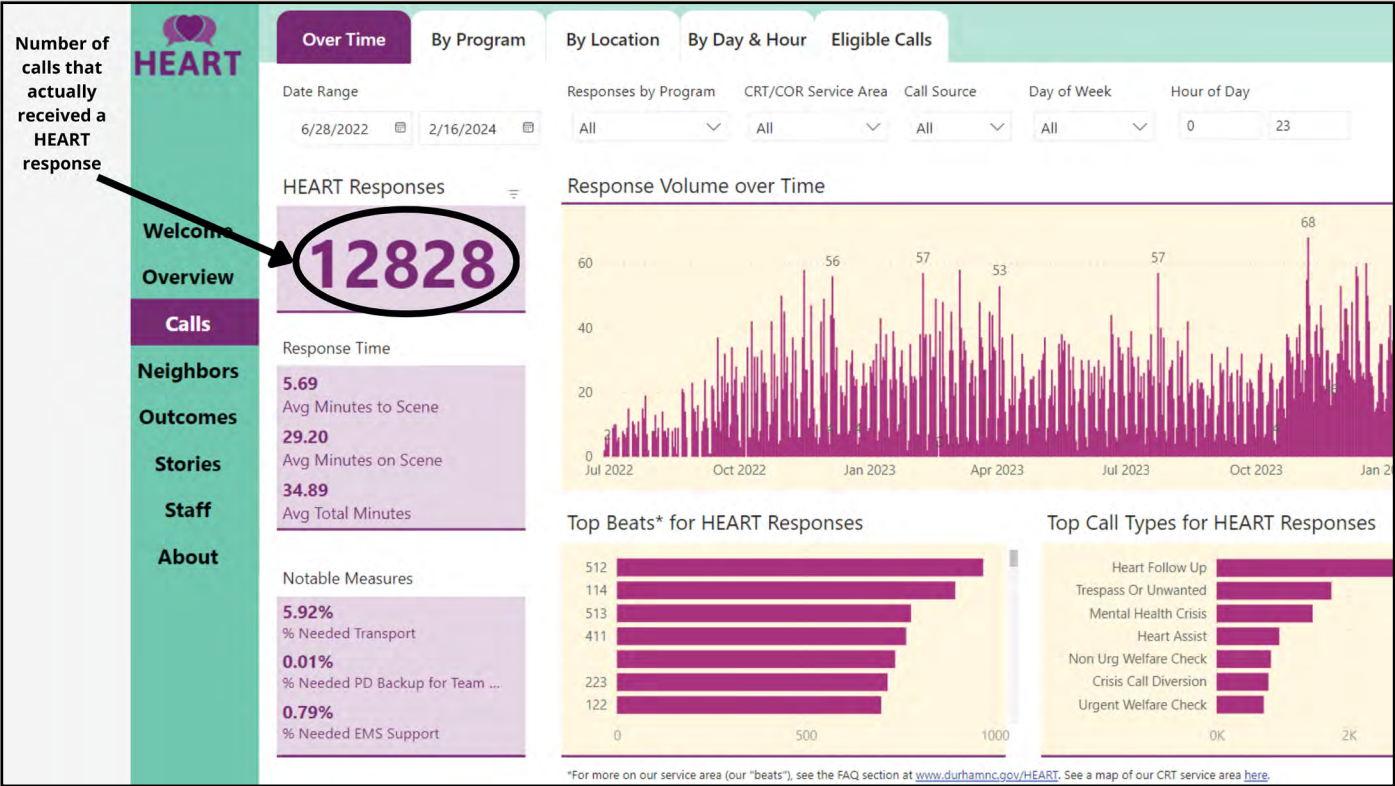 Number of
calls that
actually
received a
HEART
response
HEART
Welcome
Overview
Calls
Neighbors
Outcomes
Stories
Staff
About
Over Time
By Program
By Location
By Day & Hour
Eligible Calls
Date Range
6/28/2022
2/16/2024
Responses by Program
All
CRT/COR Service Area
All
Call Source
All
Day of Week
All
Hour of Day
0
23
HEART Responses
12828
Response Time
5.69
Avg Minutes to Scene
29.20
Avg Minutes on Scene
34.89
Avg Total Minutes
Notable Measures
5.92%
% Needed Transport
0.01%
% Needed PD Backup for Team ...
0.79%
% Needed EMS Support
Response Volume over Time
60
40
20
0
56
57
53
57
68
Jul 2022
Oct 2022
Jan 2023
Apr 2023
Jul 2023
Oct 2023
Jan 2
Top Beats* for HEART Responses
512
114
513
411
223
122
0
500
1000
Top Call Types for HEART Responses
Heart Follow Up
Trespass Or Unwanted
Mental Health Crisis
Heart Assist
Non Urg Welfare Check
Crisis Call Diversion
Urgent Welfare Check
0K
2K
*For more on our service area (our "beats"), see the FAQ section at www.durhamnc.gov/HEART. See a map of our CRT service area here.